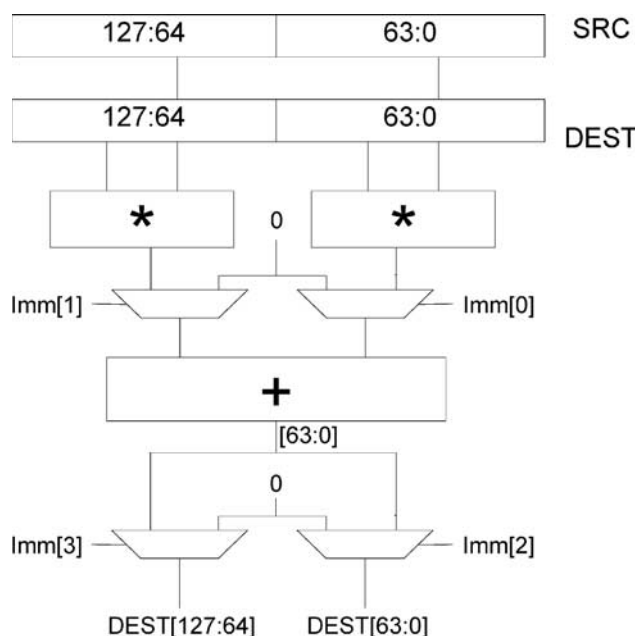 127:64 63:0 SRC
127:64 63:0 DEST
* 0 *
Imm[1] Imm[0]
+
[63:0]
0
Imm[3] Imm[2]
DEST[127:64] DEST[63:0]